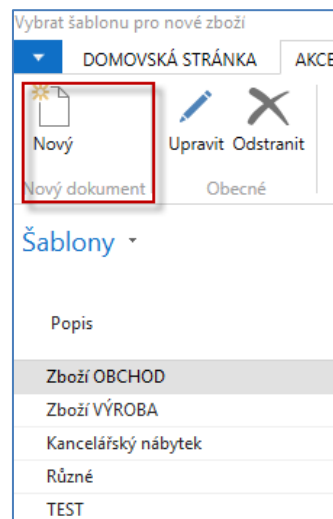 Vybrat šablonu pro nové zboží
DOMOVSKÁ STRÁNKA AKCE
Nový Upravit Odstranit
Nový dokument Obecné
Šablony
Popis
Zboží OBCHOD
Zboží VÝROBA
Kancelářský nábytek
Různé
TEST